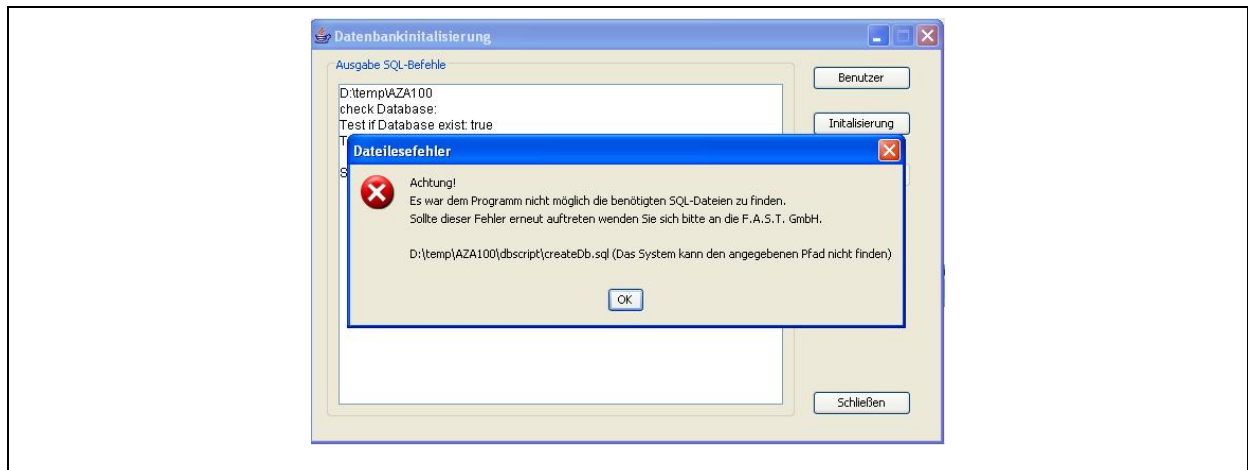 Datenbankinitalisierung
Ausgabe SQL-Befehle
D:\temp\AZA100
check Database:
Test if Database exist: true
T
S
Benutzer
Initalisierung
Dateilesefehler
Achtung!
Es war dem Programm nicht möglich die benötigten SQL-Dateien zu finden.
Sollte dieser Fehler erneut auftreten wenden Sie sich bitte an die F.A.S.T. GmbH.
D:\temp\AZA100\dbscript\createDb.sql (Das System kann den angegebenen Pfad nicht finden)
OK
Schließen